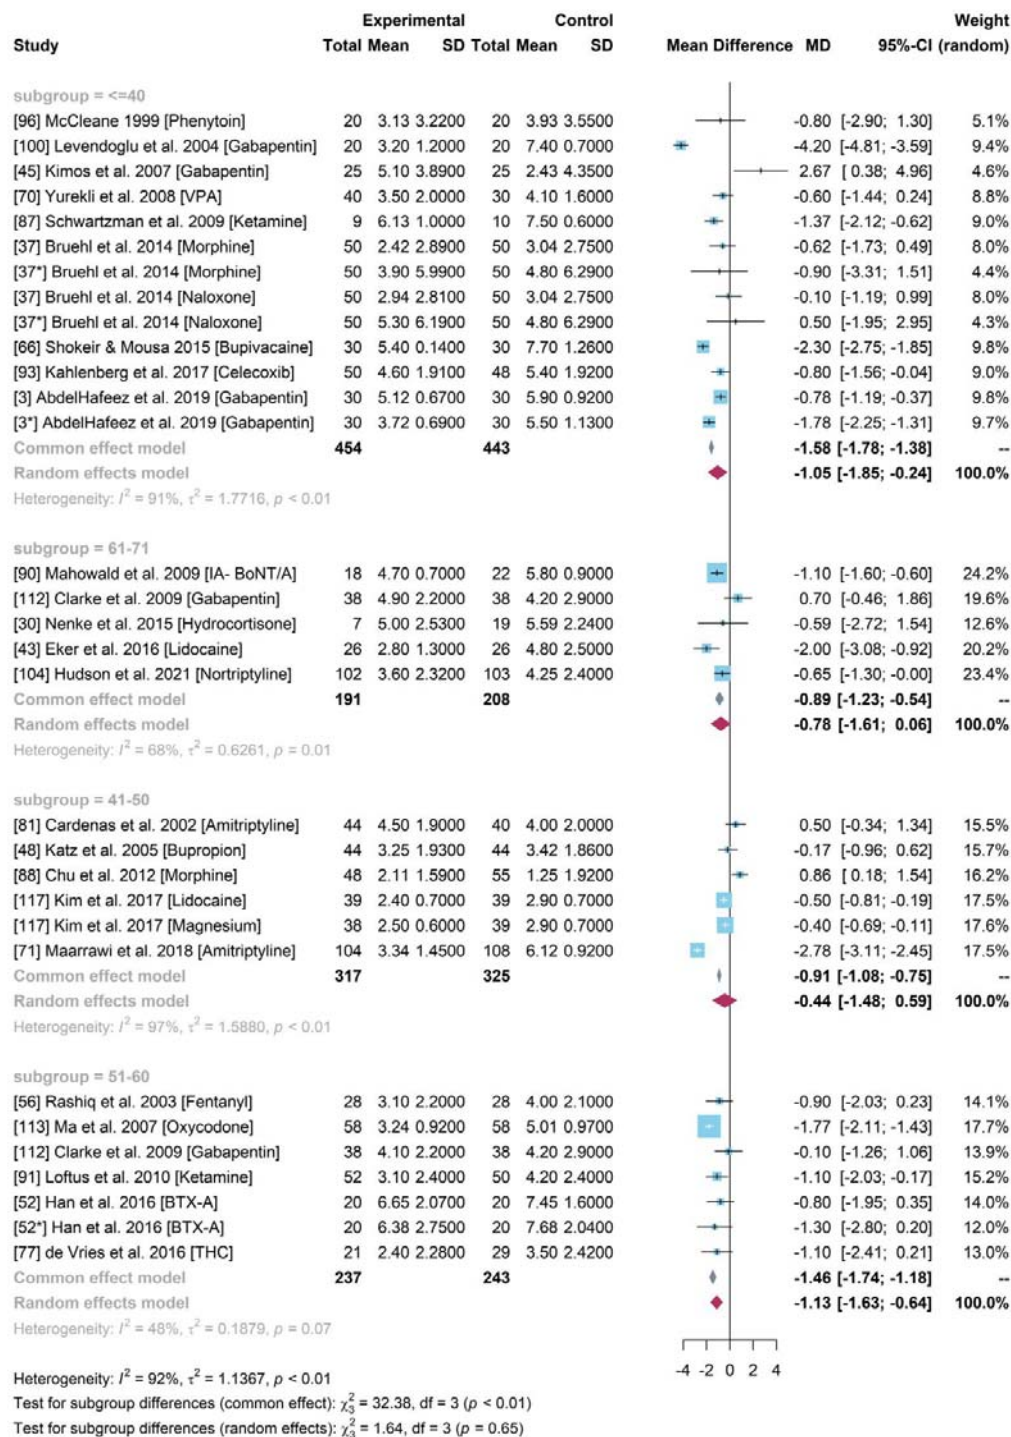 Experimental Control Weight
Study Total Mean SD Total Mean SD Mean Difference MD 95%-CI (random)
subgroup = <=40
[96] McCleane 1999 [Phenytoin] 20 3.13 3.2200 20 3.93 3.5500 -0.80 [-2.90; 1.30] 5.1%
[100] Levendoglu et al. 2004 [Gabapentin] 20 3.20 1.2000 20 7.40 0.7000 -4.20 [-4.81; -3.59] 9.4%
[45] Kimos et al. 2007 [Gabapentin] 25 5.10 3.8900 25 2.43 4.3500 2.67 [ 0.38; 4.96] 4.6%
[70] Yurekli et al. 2008 [VPA] 40 3.50 2.0000 30 4.10 1.6000 -0.60 [-1.44; 0.24] 8.8%
[87] Schwartzman et al. 2009 [Ketamine] 9 6.13 1.0000 10 7.50 0.6000 -1.37 [-2.12; -0.62] 9.0%
[37] Bruehl et al. 2014 [Morphine] 50 2.42 2.8900 50 3.04 2.7500 -0.62 [-1.73; 0.49] 8.0%
[37*] Bruehl et al. 2014 [Morphine] 50 3.90 5.9900 50 4.80 6.2900 -0.90 [-3.31; 1.51] 4.4%
[37] Bruehl et al. 2014 [Naloxone] 50 2.94 2.8100 50 3.04 2.7500 -0.10 [-1.19; 0.99] 8.0%
[37*] Bruehl et al. 2014 [Naloxone] 50 5.30 6.1900 50 4.80 6.2900 0.50 [-1.95; 2.95] 4.3%
[66] Shokeir & Mousa 2015 [Bupivacaine] 30 5.40 0.1400 30 7.70 1.2600 -2.30 [-2.75; -1.85] 9.8%
[93] Kahlenberg et al. 2017 [Celecoxib] 50 4.60 1.9100 48 5.40 1.9200 -0.80 [-1.56; -0.04] 9.0%
[3] AbdelHafeez et al. 2019 [Gabapentin] 30 5.12 0.6700 30 5.90 0.9200 -0.78 [-1.19; -0.37] 9.8%
[3*] AbdelHafeez et al. 2019 [Gabapentin] 30 3.72 0.6900 30 5.50 1.1300 -1.78 [-2.25; -1.31] 9.7%
Common effect model 454 443 -1.58 [-1.78; -1.38] --
Random effects model -1.05 [-1.85; -0.24] 100.0%
Heterogeneity: I² = 91%, τ² = 1.7716, p < 0.01
subgroup = 61-71
[90] Mahowald et al. 2009 [IA- BoNT/A] 18 4.70 0.7000 22 5.80 0.9000 -1.10 [-1.60; -0.60] 24.2%
[112] Clarke et al. 2009 [Gabapentin] 38 4.90 2.2000 38 4.20 2.9000 0.70 [-0.46; 1.86] 19.6%
[30] Nenke et al. 2015 [Hydrocortisone] 7 5.00 2.5300 19 5.59 2.2400 -0.59 [-2.72; 1.54] 12.6%
[43] Eker et al. 2016 [Lidocaine] 26 2.80 1.3000 26 4.80 2.5000 -2.00 [-3.08; -0.92] 20.2%
[104] Hudson et al. 2021 [Nortriptyline] 102 3.60 2.3200 103 4.25 2.4000 -0.65 [-1.30; -0.00] 23.4%
Common effect model 191 208 -0.89 [-1.23; -0.54] --
Random effects model -0.78 [-1.61; 0.06] 100.0%
Heterogeneity: I² = 68%, τ² = 0.6261, p = 0.01
subgroup = 41-50
[81] Cardenas et al. 2002 [Amitriptyline] 44 4.50 1.9000 40 4.00 2.0000 0.50 [-0.34; 1.34] 15.5%
[48] Katz et al. 2005 [Bupropion] 44 3.25 1.9300 44 3.42 1.8600 -0.17 [-0.96; 0.62] 15.7%
[88] Chu et al. 2012 [Morphine] 48 2.11 1.5900 55 1.25 1.9200 0.86 [ 0.18; 1.54] 16.2%
[117] Kim et al. 2017 [Lidocaine] 39 2.40 0.7000 39 2.90 0.7000 -0.50 [-0.81; -0.19] 17.5%
[117] Kim et al. 2017 [Magnesium] 38 2.50 0.6000 39 2.90 0.7000 -0.40 [-0.69; -0.11] 17.6%
[71] Maarrawi et al. 2018 [Amitriptyline] 104 3.34 1.4500 108 6.12 0.9200 -2.78 [-3.11; -2.45] 17.5%
Common effect model 317 325 -0.91 [-1.08; -0.75] --
Random effects model -0.44 [-1.48; 0.59] 100.0%
Heterogeneity: I² = 97%, τ² = 1.5880, p < 0.01
subgroup = 51-60
[56] Rashiq et al. 2003 [Fentanyl] 28 3.10 2.2000 28 4.00 2.1000 -0.90 [-2.03; 0.23] 14.1%
[113] Ma et al. 2007 [Oxycodone] 58 3.24 0.9200 58 5.01 0.9700 -1.77 [-2.11; -1.43] 17.7%
[112] Clarke et al. 2009 [Gabapentin] 38 4.10 2.2000 38 4.20 2.9000 -0.10 [-1.26; 1.06] 13.9%
[91] Loftus et al. 2010 [Ketamine] 52 3.10 2.4000 50 4.20 2.4000 -1.10 [-2.03; -0.17] 15.2%
[52] Han et al. 2016 [BTX-A] 20 6.65 2.0700 20 7.45 1.6000 -0.80 [-1.95; 0.35] 14.0%
[52*] Han et al. 2016 [BTX-A] 20 6.38 2.7500 20 7.68 2.0400 -1.30 [-2.80; 0.20] 12.0%
[77] de Vries et al. 2016 [THC] 21 2.40 2.2800 29 3.50 2.4200 -1.10 [-2.41; 0.21] 13.0%
Common effect model 237 243 -1.46 [-1.74; -1.18] --
Random effects model -1.13 [-1.63; -0.64] 100.0%
Heterogeneity: I² = 48%, τ² = 0.1879, p = 0.07
-4 -2 0 2 4
Heterogeneity: I² = 92%, τ² = 1.1367, p < 0.01
Test for subgroup differences (common effect): χ²₃ = 32.38, df = 3 (p < 0.01)
Test for subgroup differences (random effects): χ²₃ = 1.64, df = 3 (p = 0.65)